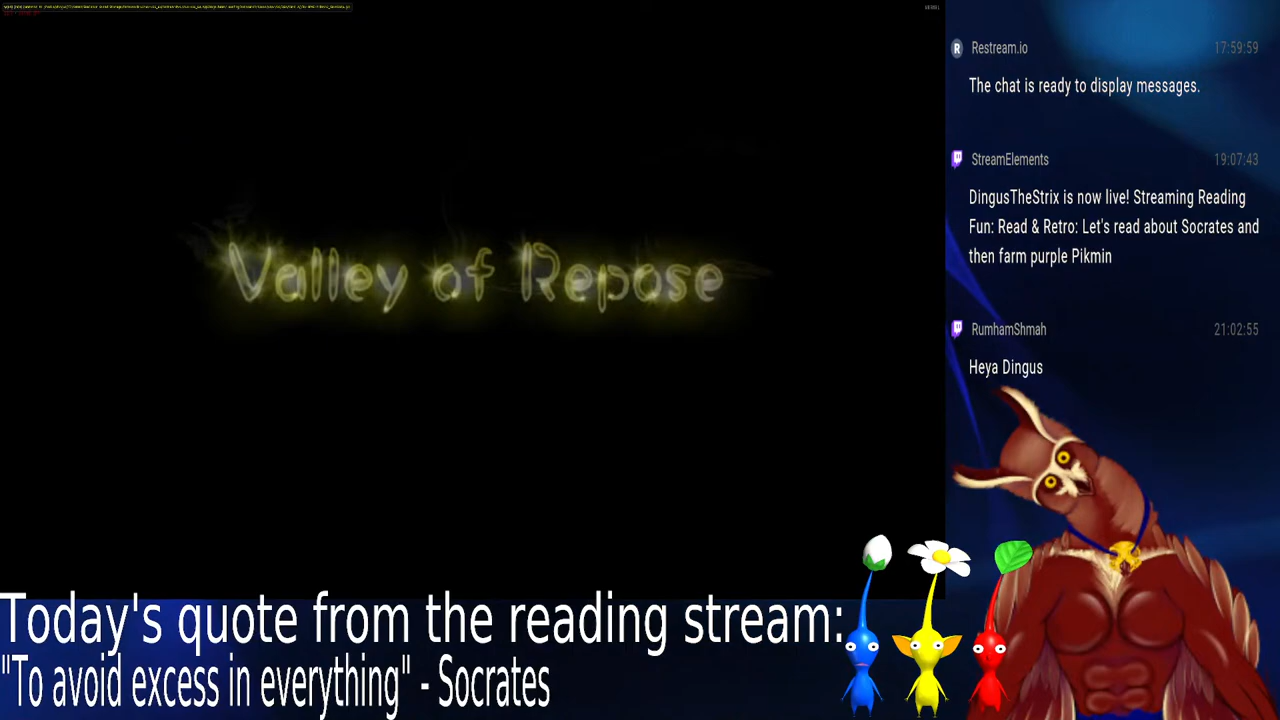 Valley of Repose
Restream.io 17:59:59
The chat is ready to display messages.
StreamElements 19:07:43
DingusTheStrix is now live! Streaming Reading
Fun: Read & Retro: Let's read about Socrates and
then farm purple Pikmin
RumhamShmah 21:02:55
Heya Dingus
Today's quote from the reading stream:
"To avoid excess in everything" - Socrates